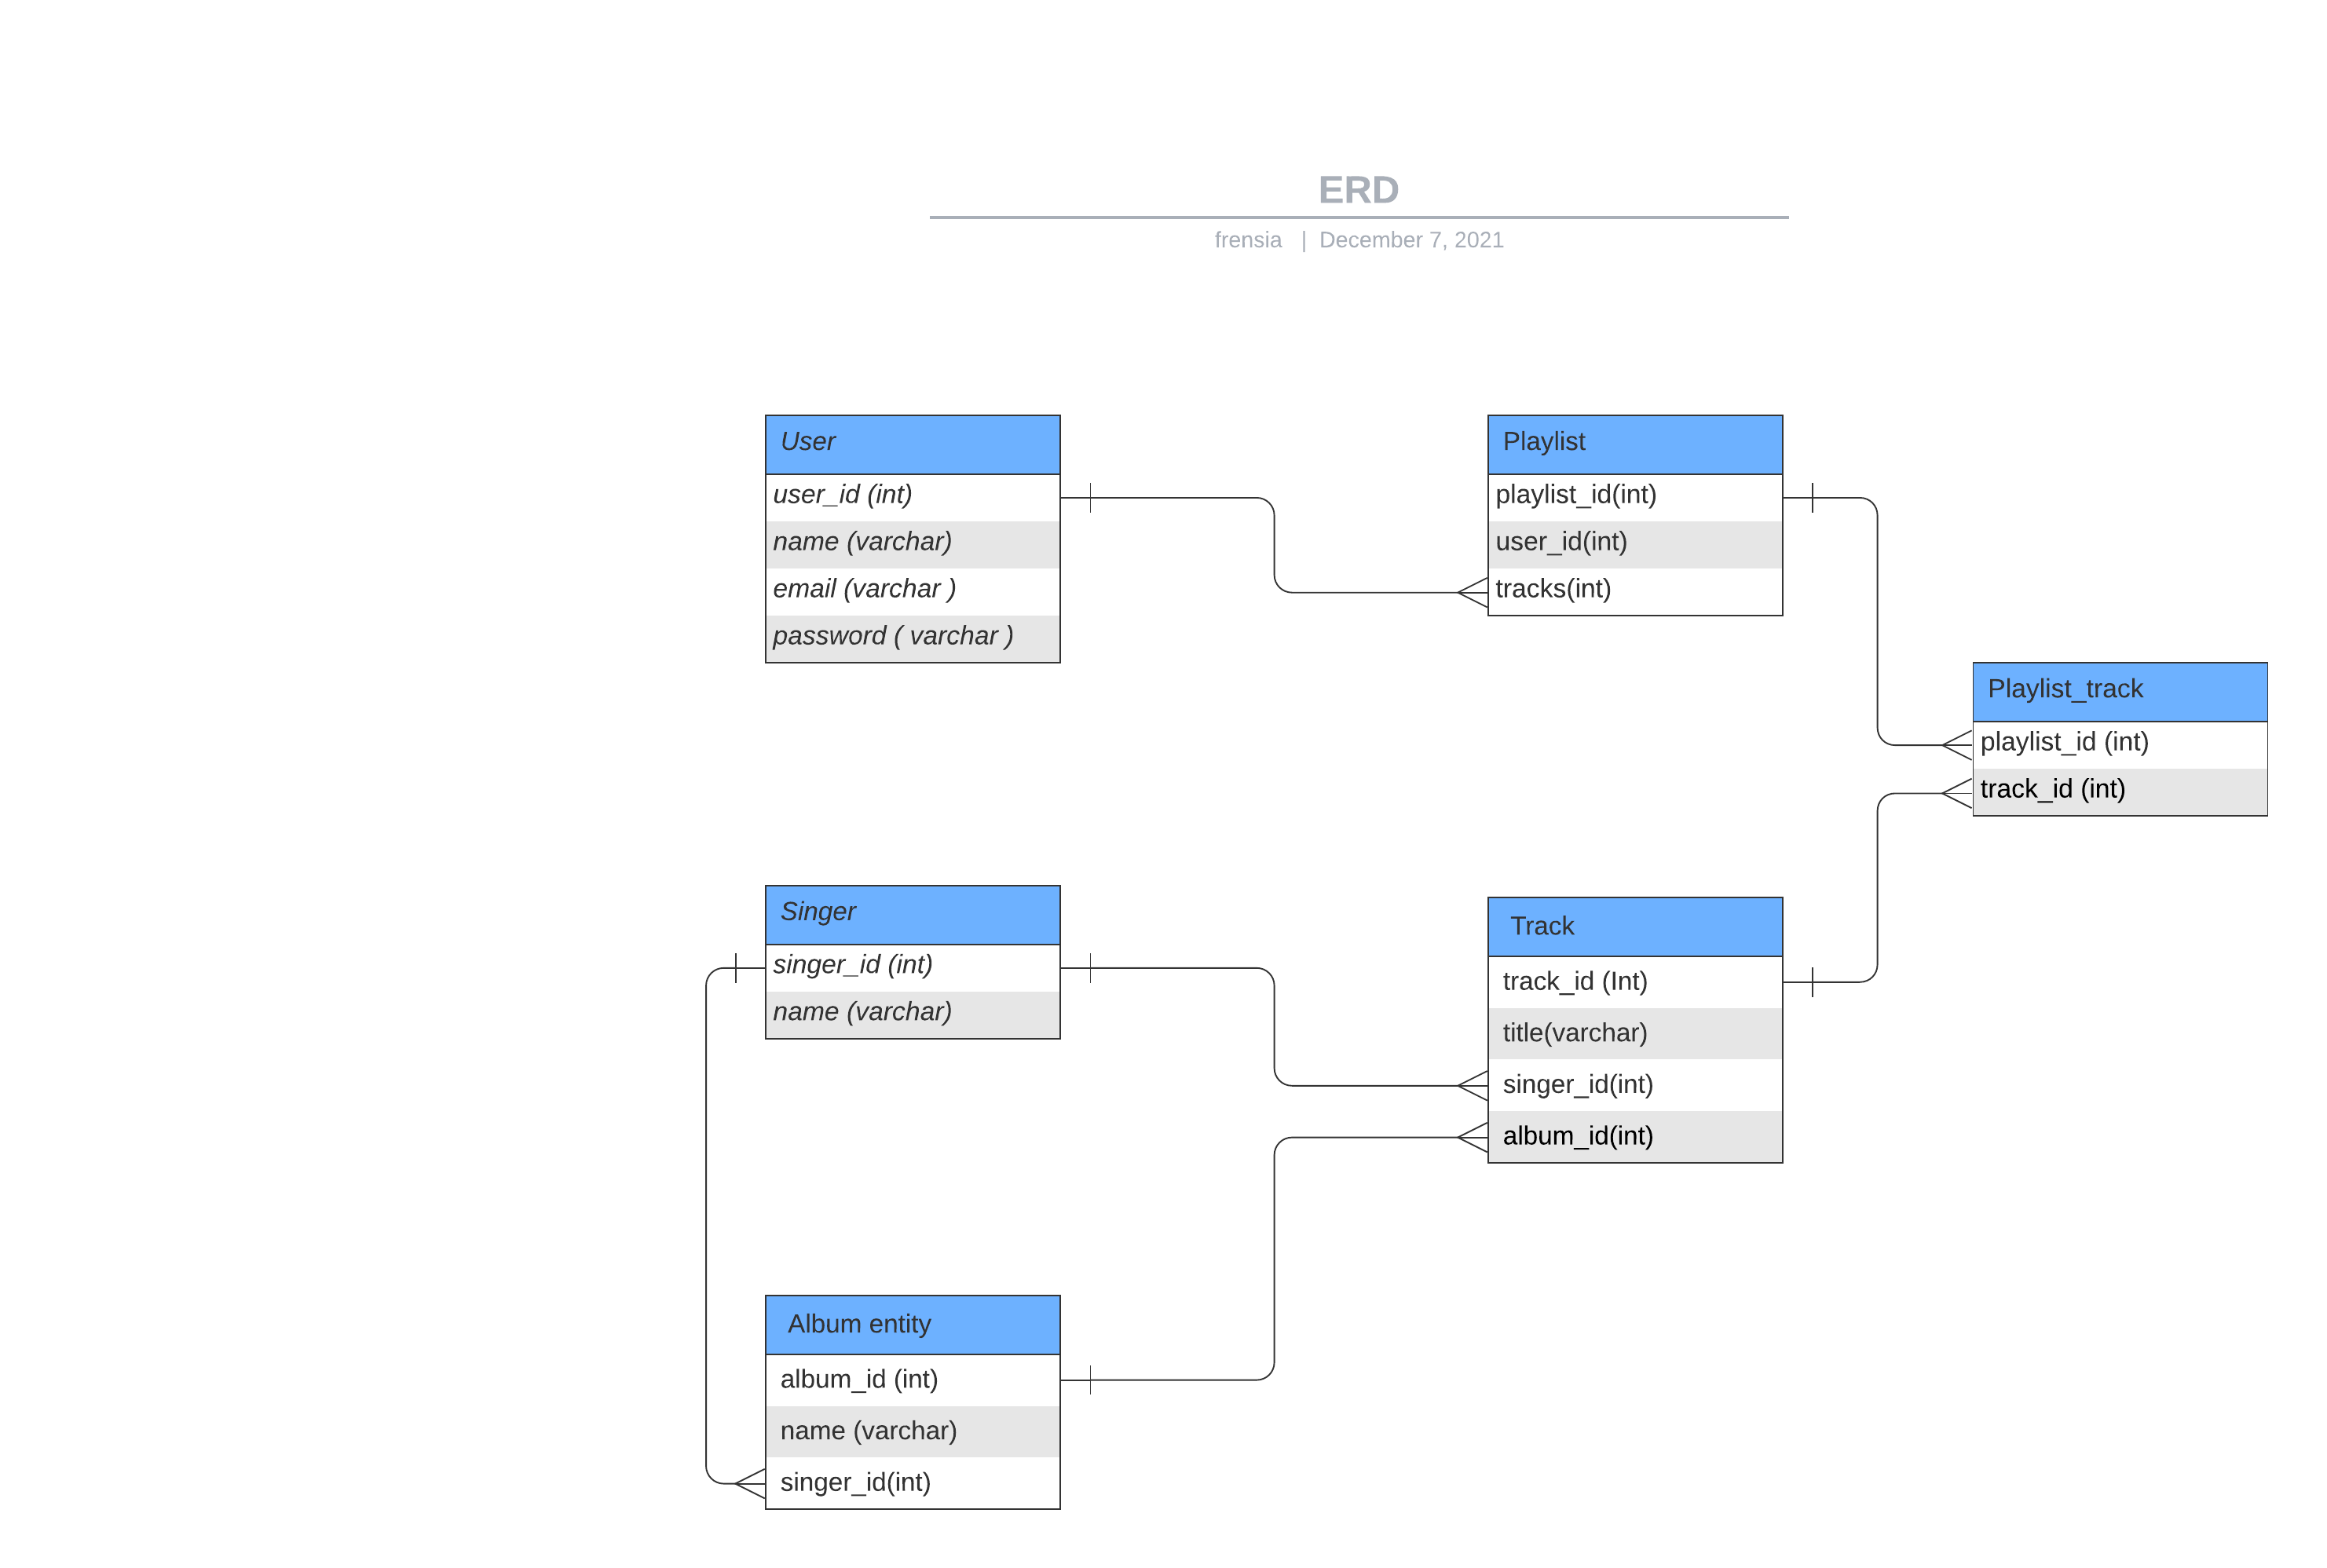 ERD
frensia | December 7, 2021
User
user_id (int)
name (varchar)
email (varchar )
password ( varchar )
Playlist
playlist_id(int)
user_id(int)
tracks(int)
Playlist_track
playlist_id (int)
track_id (int)
Singer
singer_id (int)
name (varchar)
Track
track_id (Int)
title(varchar)
singer_id(int)
album_id(int)
Album entity
album_id (int)
name (varchar)
singer_id(int)